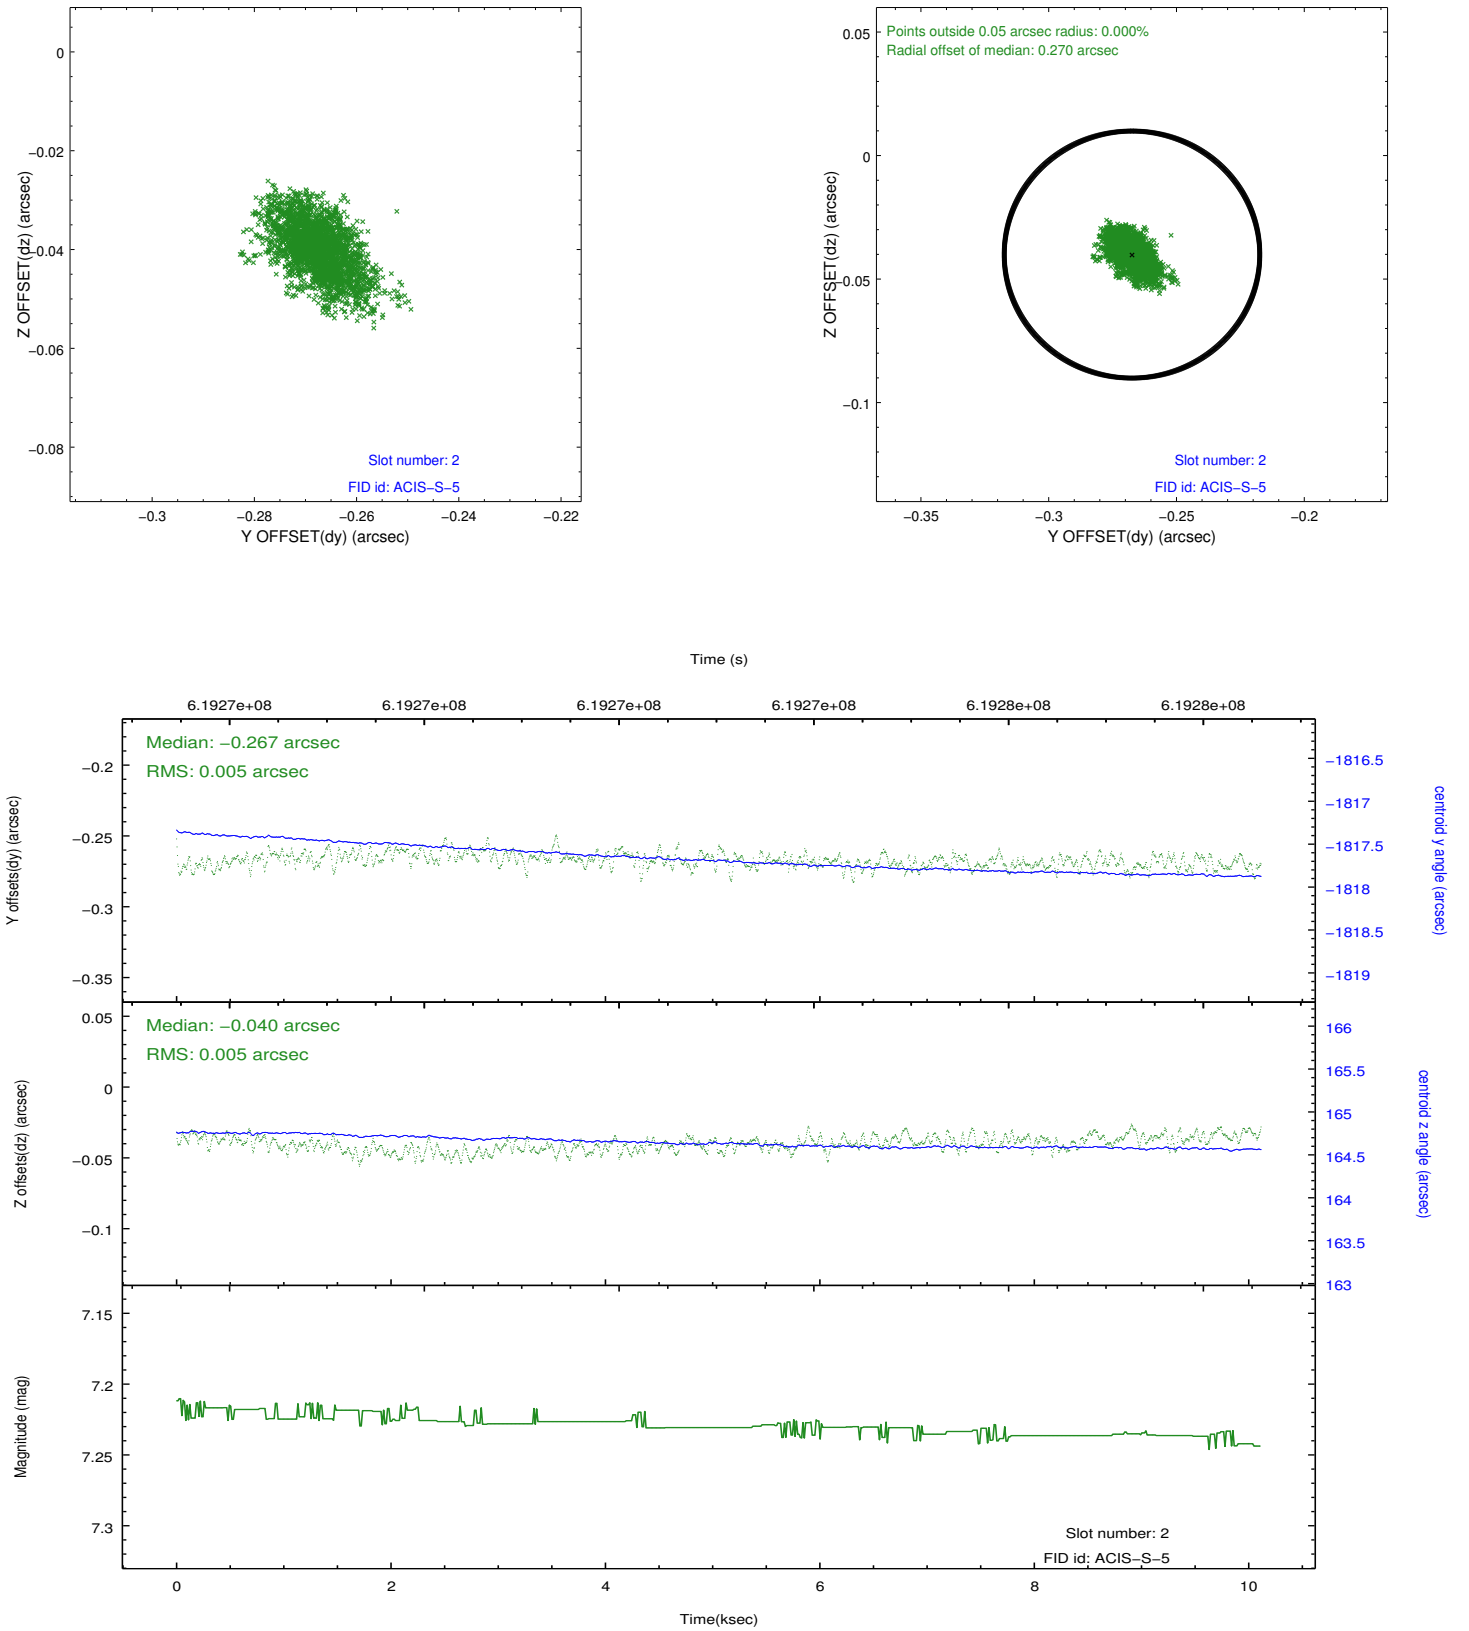 0
−0.02
−0.04
−0.06
−0.08
Z OFFSET(dz) (arcsec)
Slot number: 2
FID id: ACIS−S−5
−0.3
−0.28
−0.26
−0.24
−0.22
Y OFFSET(dy) (arcsec)
Points outside 0.05 arcsec radius: 0.000%
Radial offset of median: 0.270 arcsec
0.05
0
−0.05
−0.1
Z OFFSET(dz) (arcsec)
Slot number: 2
FID id: ACIS−S−5
−0.35
−0.3
−0.25
−0.2
Y OFFSET(dy) (arcsec)
Time (s)
6.1927e+08
6.1927e+08
6.1927e+08
6.1927e+08
6.1928e+08
6.1928e+08
Median: −0.267 arcsec
RMS: 0.005 arcsec
−0.2
−0.25
−0.3
−0.35
Y offsets(dy) (arcsec)
−1816.5
−1817
−1817.5
−1818
−1818.5
−1819
centroid y angle (arcsec)
Median: −0.040 arcsec
RMS: 0.005 arcsec
0.05
0
−0.05
−0.1
Z offsets(dz) (arcsec)
166
165.5
165
164.5
164
163.5
163
centroid z angle (arcsec)
7.15
7.2
7.25
7.3
Magnitude (mag)
Slot number: 2
FID id: ACIS−S−5
0
2
4
6
8
10
Time(ksec)